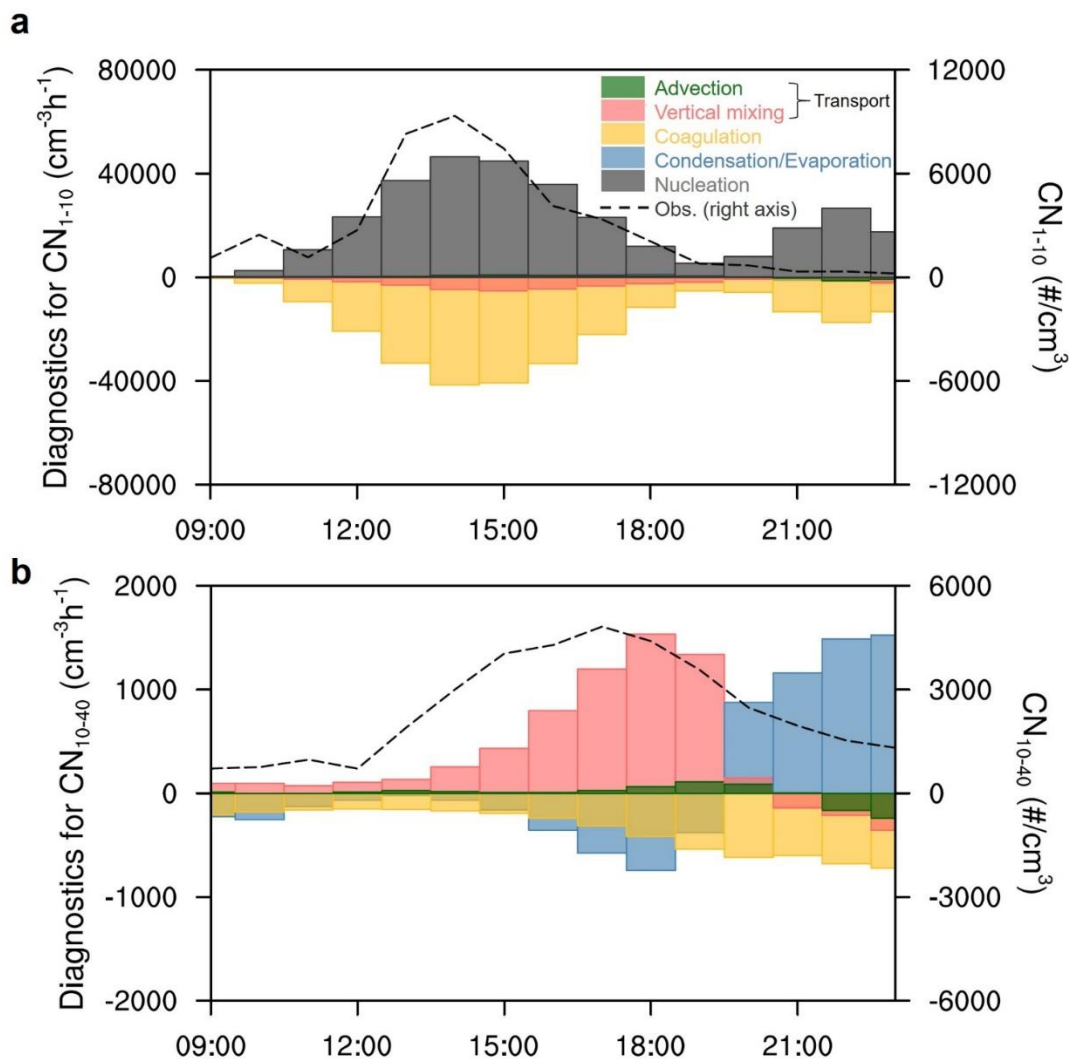 a
Diagnostics for CN1-10 (cm-3h-1)
80000
40000
0
-40000
-80000
12000
6000
0
-6000
-12000
CN1-10 (#/cm3)
Advection
Vertical mixing
Transport
Coagulation
Condensation/Evaporation
Nucleation
Obs. (right axis)
09:00 12:00 15:00 18:00 21:00
b
Diagnostics for CN10-40 (cm-3h-1)
2000
1000
0
-1000
-2000
6000
3000
0
-3000
-6000
CN10-40 (#/cm3)
09:00 12:00 15:00 18:00 21:00